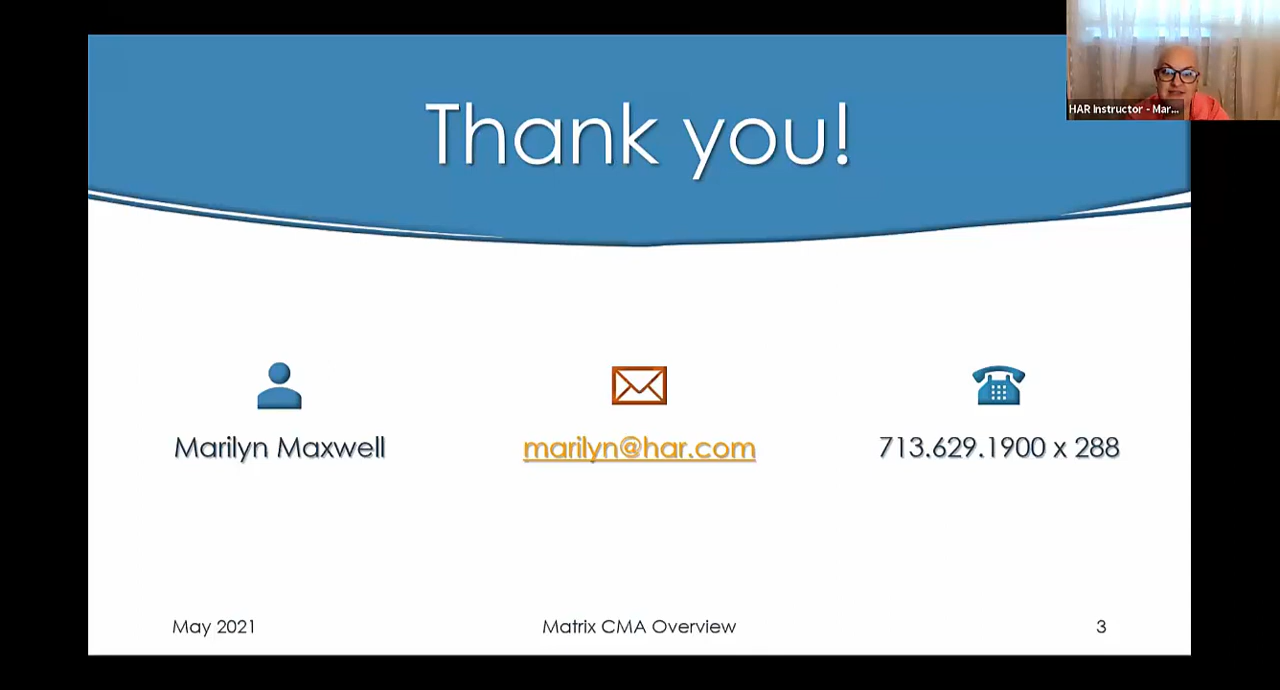 Thank you!
HAR Instructor - Mar...
Marilyn Maxwell
marilyn@har.com
713.629.1900 x 288
May 2021
Matrix CMA Overview
3